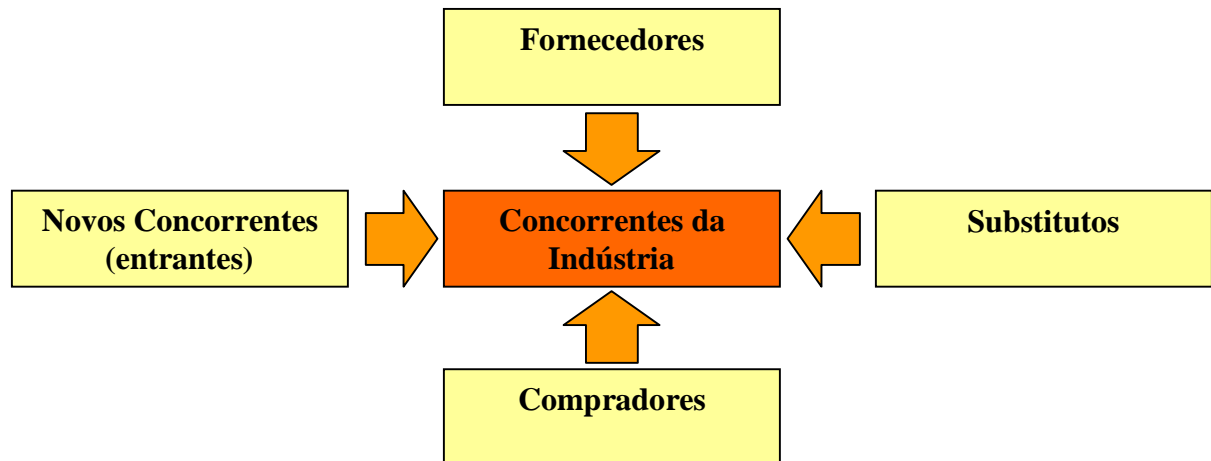 Fornecedores
Novos Concorrentes
(entrantes)
Concorrentes da
Indústria
Substitutos
Compradores